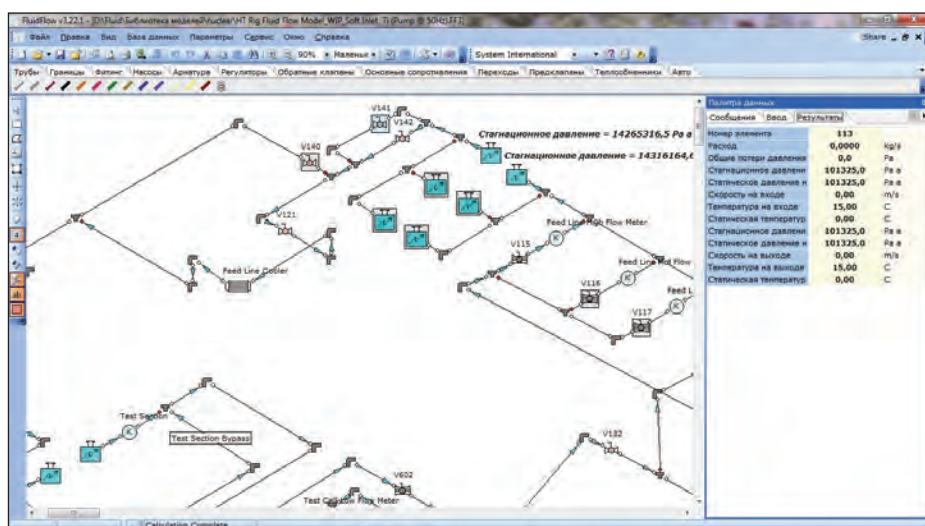 FluidFlow v3.22.1 - [D:\Fluid\Библиотека моделей\nuclear\HT Rig Fluid Flow Model_WIP_Soft.Inlet_Ti (Pump @ 50Hz).FF3]
Файл Правка Вид База данных Параметры Сервис Окно Справка Share
90% Маленьк System International
Трубы Границы Фитинг Насосы Арматура Регуляторы Обратные клапаны Основные сопротивления Переходы Предклапаны Теплообменники Авто
Палитра данных
Сообщения Ввод Результаты
Номер элемента 113
Расход 0,0000 kg/s
Общие потери давления 0,0 Pa
Стагнационное давлени 101325,0 Pa a
Статическое давление н 101325,0 Pa a
Скорость на входе 0,00 m/s
Температура на входе 15,00 C
Статическая температур 0,00 C
Стагнационное давлени 101325,0 Pa a
Статическое давление н 101325,0 Pa a
Скорость на выходе 0,00 m/s
Температура на выходе 15,00 C
Статическая температур 0,00 C
V141
V142
Стагнационное давление = 14265316,5 Pa a
V140
Стагнационное давление = 14316164,6
V121
Feed Line Flow Meter
V115
Feed Line Cooler
Feed Line Mid Flow
V116
Feed L
V117
Test Section
Test Section Bypass
V132
V602
Flow Meter
Calculation Complete